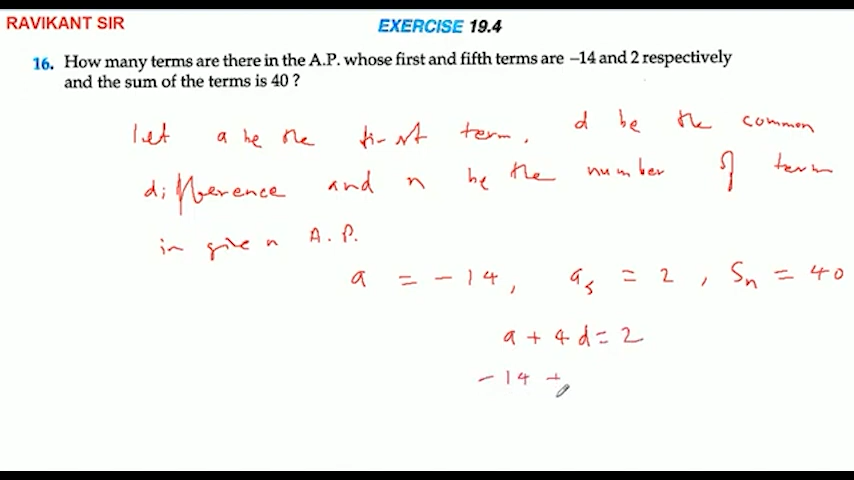 RAVIKANT SIR
EXERCISE 19.4
16. How many terms are there in the A.P. whose first and fifth terms are –14 and 2 respectively
and the sum of the terms is 40 ?
let a be the first term, d be the common
difference and n be the number of term
in given A.P.
a = -14, a₅ = 2, Sₙ = 40
a + 4d = 2
-14 +